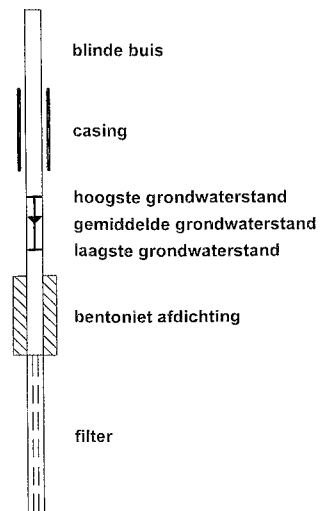 blinde buis
casing
hoogste grondwaterstand
gemiddelde grondwaterstand
laagste grondwaterstand
bentoniet afdichting
filter